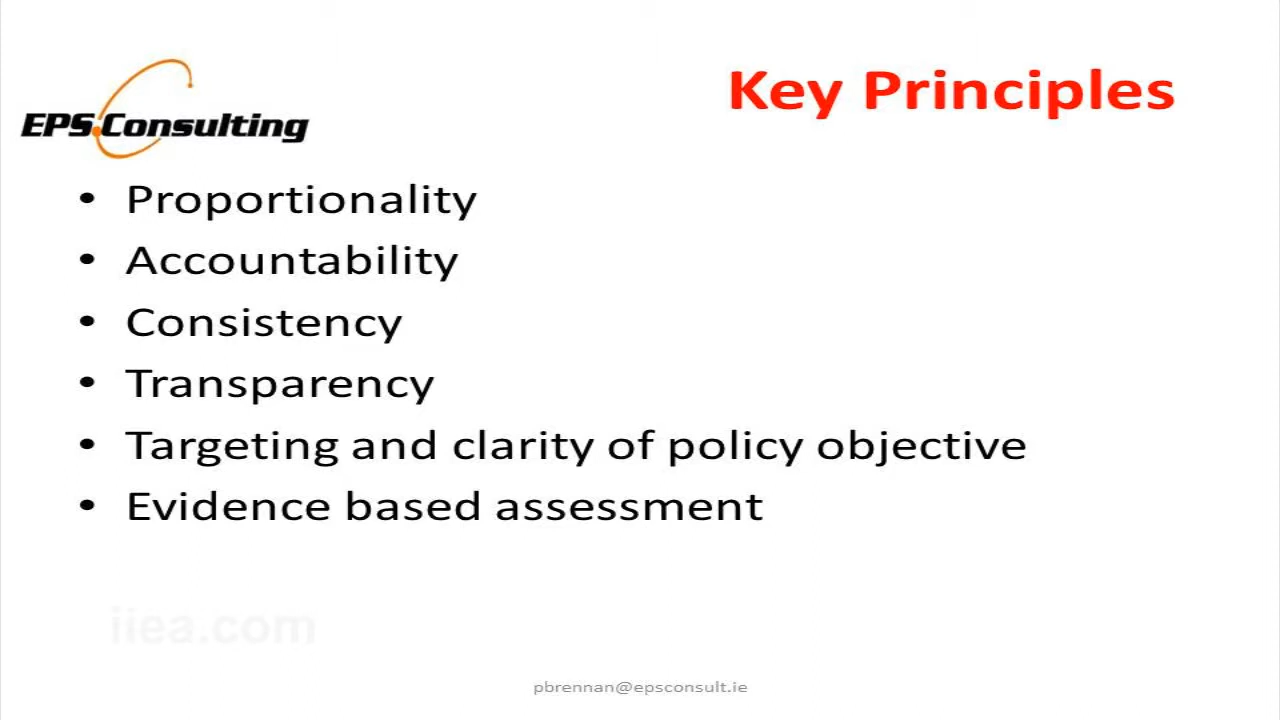 EPS Consulting
Key Principles
• Proportionality
• Accountability
• Consistency
• Transparency
• Targeting and clarity of policy objective
• Evidence based assessment
iiea.com
pbrennan@epsconsult.ie